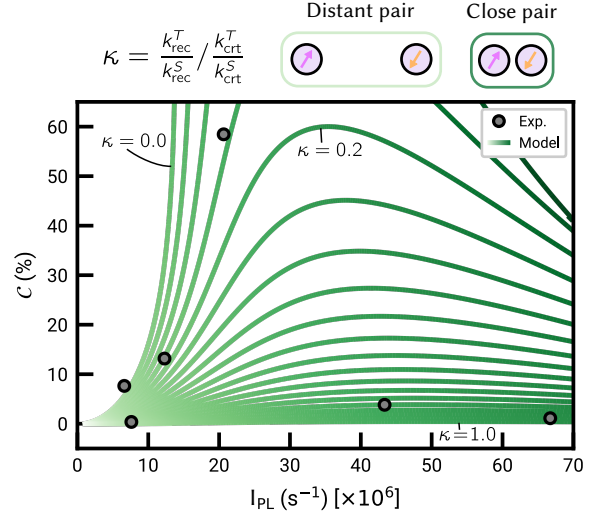 Distant pair
Close pair
κ = k_rec^T / k_rec^S / k_crt^T / k_crt^S
Exp.
Model
κ = 0.0
κ = 0.2
κ = 1.0
60
50
40
30
20
10
0
C (%)
0 10 20 30 40 50 60 70
I_PL (s⁻¹) [×10⁶]